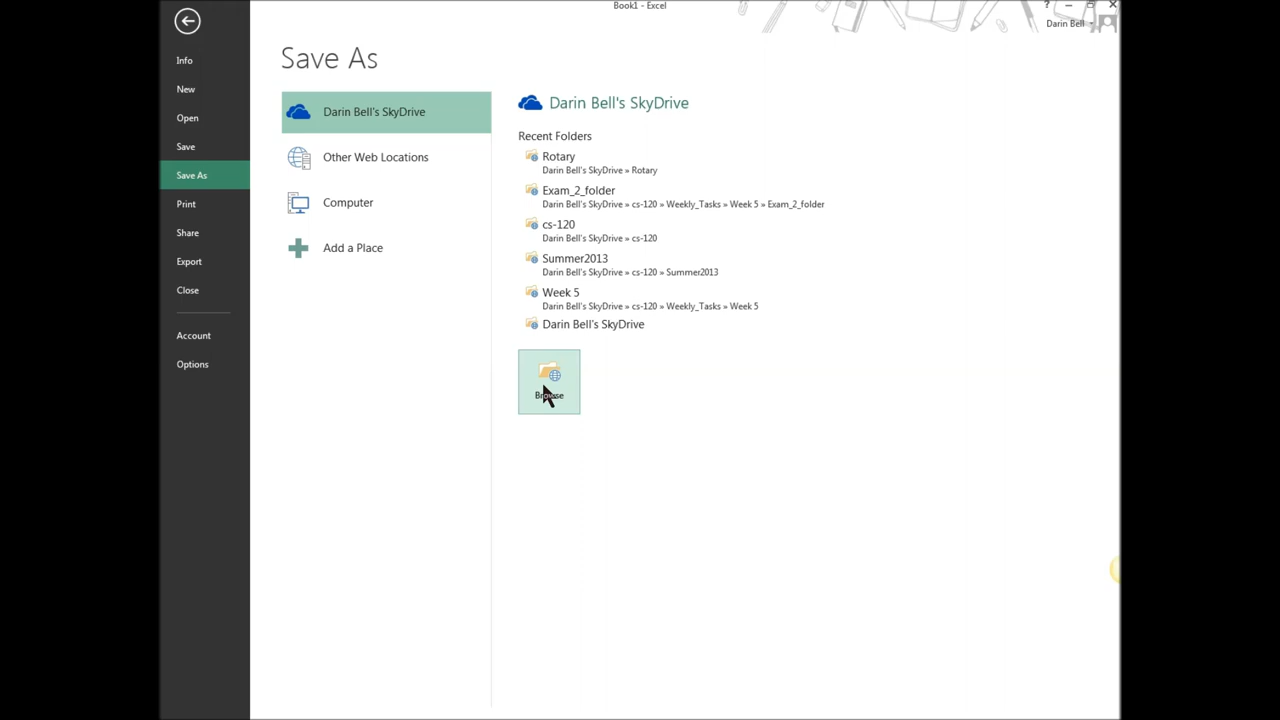 Book1 - Excel
?
Darin Bell
Info
New
Open
Save
Save As
Print
Share
Export
Close
Account
Options
Save As
Darin Bell's SkyDrive
Other Web Locations
Computer
Add a Place
Darin Bell's SkyDrive
Recent Folders
Rotary
Darin Bell's SkyDrive » Rotary
Exam_2_folder
Darin Bell's SkyDrive » cs-120 » Weekly_Tasks » Week 5 » Exam_2_folder
cs-120
Darin Bell's SkyDrive » cs-120
Summer2013
Darin Bell's SkyDrive » cs-120 » Summer2013
Week 5
Darin Bell's SkyDrive » cs-120 » Weekly_Tasks » Week 5
Darin Bell's SkyDrive
Browse